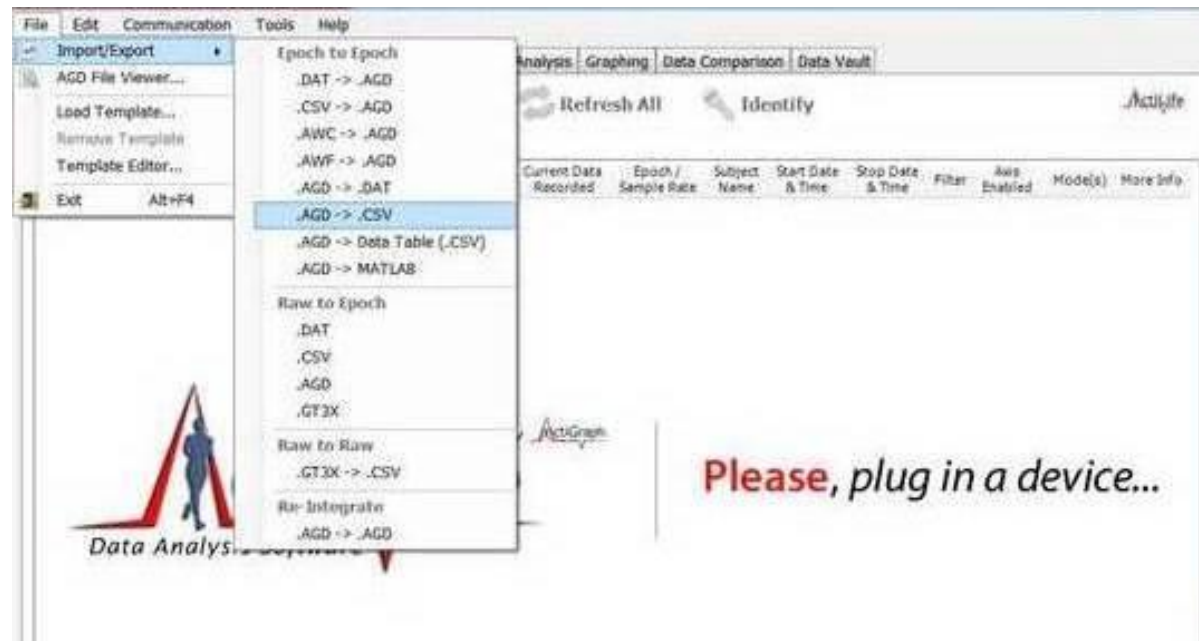 File Edit Communication Tools Help
Import/Export
AGD File Viewer...
Load Template...
Remove Template
Template Editor...
Exit Alt+F4
Epoch to Epoch
.DAT -> .AGD
.CSV -> .AGD
.AWC -> .AGD
.AWF -> .AGD
.AGD -> .DAT
.AGD -> .CSV
.AGD -> Data Table (.CSV)
.AGD -> MATLAB
Raw to Epoch
.DAT
.CSV
.AGD
.GT3X
Raw to Raw
.GT3X -> .CSV
Re-Integrate
.AGD -> .AGD
Analysis Graphing Data Comparison Data Vault
Refresh All Identify ActiLife
Current Data Recorded Epoch / Sample Rate Subject Name Start Date & Time Stop Date & Time Filter Axis Enabled Mode(s) More Info
ActiGraph
Please, plug in a device...
Data Analys